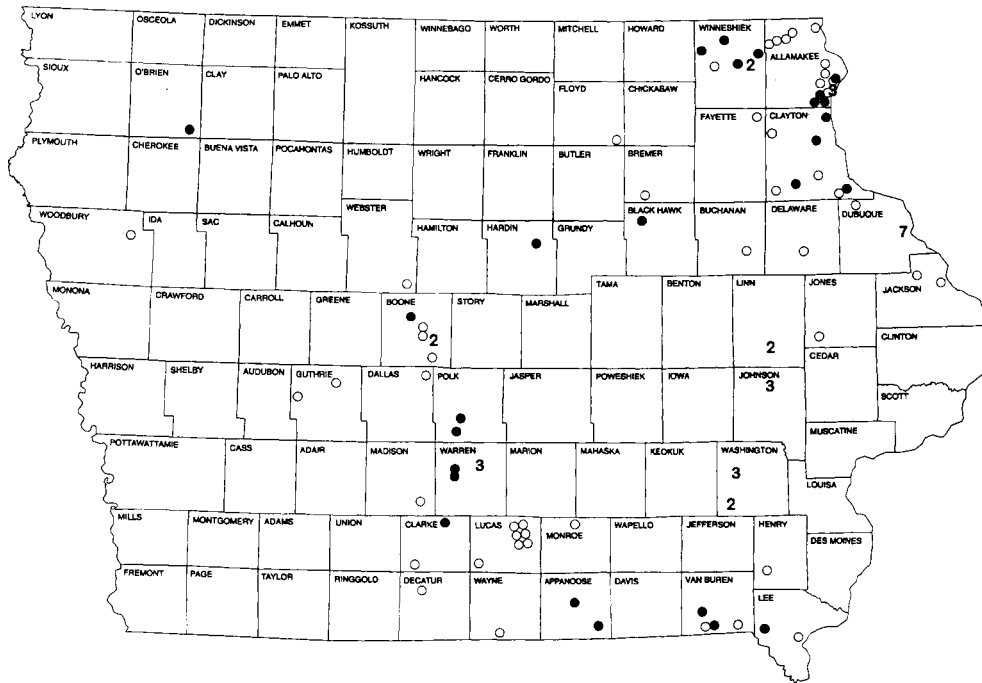 LYON OSCEOLA DICKINSON EMMET KOSSUTH WINNEBAGO WORTH MITCHELL HOWARD WINNESHIEK ALLAMAKEE
2
SIOUX O'BRIEN CLAY PALO ALTO HANCOCK CERRO GORDO FLOYD CHICKASAW
FAYETTE CLAYTON
PLYMOUTH CHEROKEE BUENA VISTA POCAHONTAS HUMBOLDT WRIGHT FRANKLIN BUTLER BREMER
WOODBURY IDA SAC CALHOUN WEBSTER HAMILTON HARDIN GRUNDY BLACK HAWK BUCHANAN DELAWARE DUBUQUE
7
MONONA CRAWFORD CARROLL GREENE BOONE STORY MARSHALL TAMA BENTON LINN JONES JACKSON
2
CLINTON
2
CEDAR
HARRISON SHELBY AUDUBON GUTHRIE DALLAS POLK JASPER POWESHIEK IOWA JOHNSON
3
SCOTT
MUSCATINE
POTTAWATTAMIE CASS ADAIR MADISON WARREN MARION MAHASKA KEOKUK WASHINGTON
3
3
LOUISA
2
MILLS MONTGOMERY ADAMS UNION CLARKE LUCAS MONROE WAPELLO JEFFERSON HENRY
DES MOINES
FREMONT PAGE TAYLOR RINGGOLD DECATUR WAYNE APPANOOSE DAVIS VAN BUREN LEE